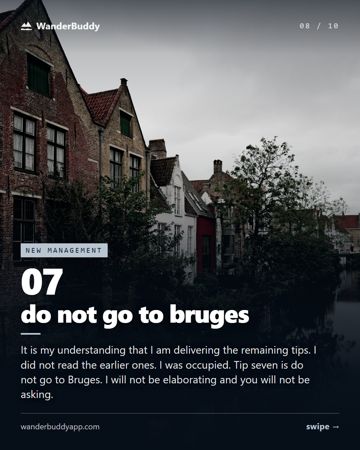 WanderBuddy
08 / 10
NEW MANAGEMENT
07
do not go to bruges
It is my understanding that I am delivering the remaining tips. I
did not read the earlier ones. I was occupied. Tip seven is do
not go to Bruges. I will not be elaborating and you will not be
asking.
wanderbuddyapp.com
swipe →